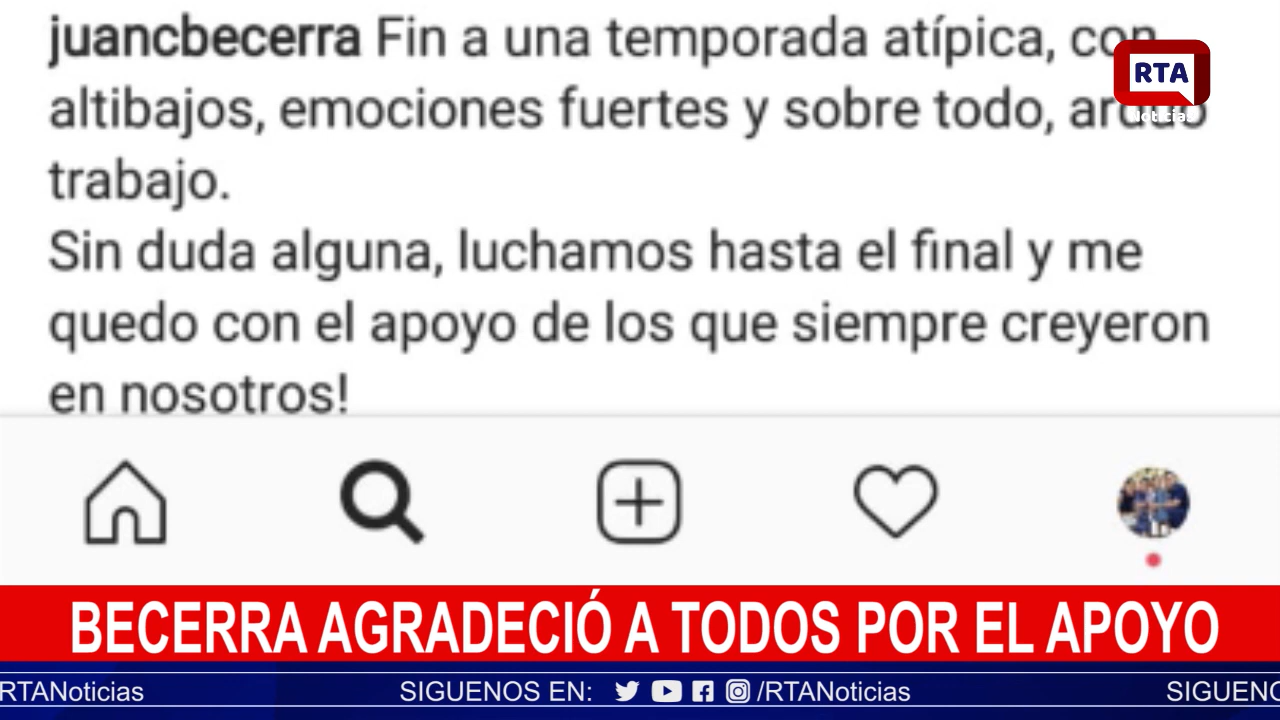 juancbecerra Fin a una temporada atípica, con
altibajos, emociones fuertes y sobre todo, arduo
trabajo.
Sin duda alguna, luchamos hasta el final y me
quedo con el apoyo de los que siempre creyeron
en nosotros!
RTA
Noticias
BECERRA AGRADECIÓ A TODOS POR EL APOYO
RTANoticias SIGUENOS EN: /RTANoticias SIGUENO